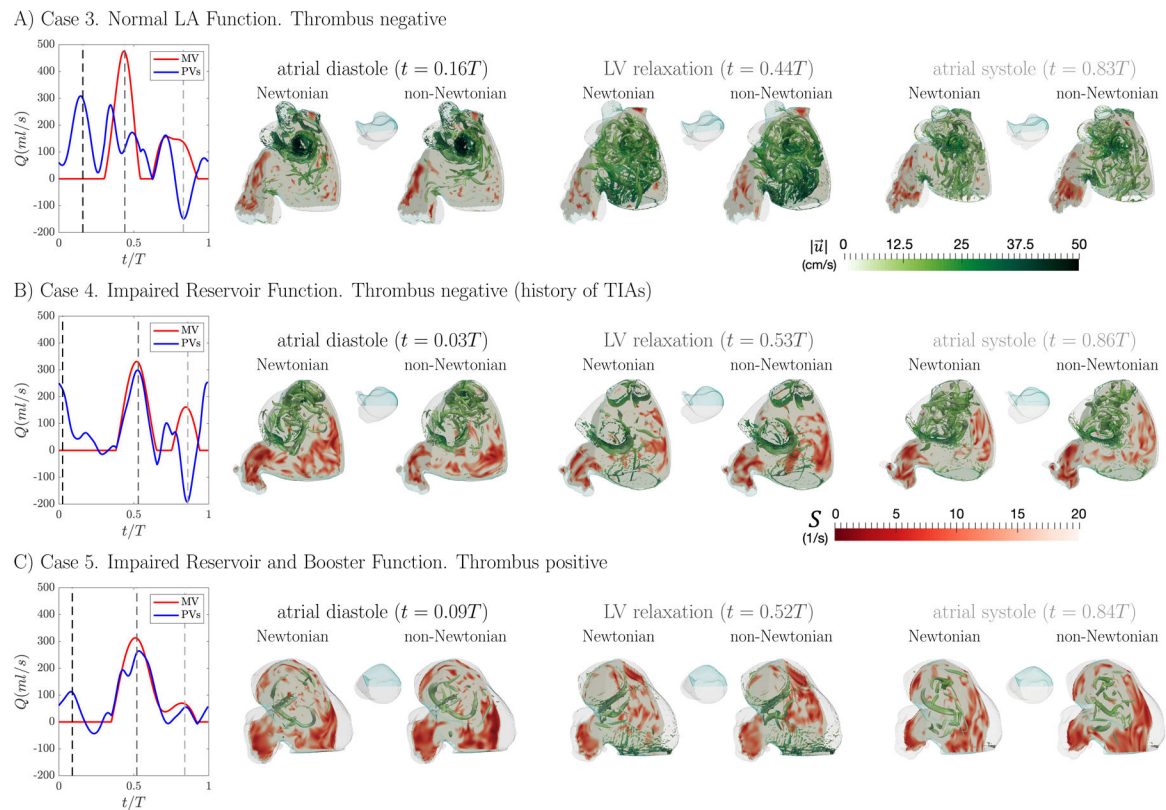 A) Case 3. Normal LA Function. Thrombus negative
500
400
300
200
100
0
-100
-200
Q(ml/s)
MV
PVs
0
0.5
1
t/T
atrial diastole (t = 0.16T)
Newtonian
non-Newtonian
LV relaxation (t = 0.44T)
Newtonian
non-Newtonian
atrial systole (t = 0.83T)
Newtonian
non-Newtonian
|u⃗|
(cm/s)
0
12.5
25
37.5
50
B) Case 4. Impaired Reservoir Function. Thrombus negative (history of TIAs)
500
400
300
200
100
0
-100
-200
Q(ml/s)
MV
PVs
0
0.5
1
t/T
atrial diastole (t = 0.03T)
Newtonian
non-Newtonian
LV relaxation (t = 0.53T)
Newtonian
non-Newtonian
atrial systole (t = 0.86T)
Newtonian
non-Newtonian
S
(1/s)
0
5
10
15
20
C) Case 5. Impaired Reservoir and Booster Function. Thrombus positive
500
400
300
200
100
0
-100
-200
Q(ml/s)
MV
PVs
0
0.5
1
t/T
atrial diastole (t = 0.09T)
Newtonian
non-Newtonian
LV relaxation (t = 0.52T)
Newtonian
non-Newtonian
atrial systole (t = 0.84T)
Newtonian
non-Newtonian